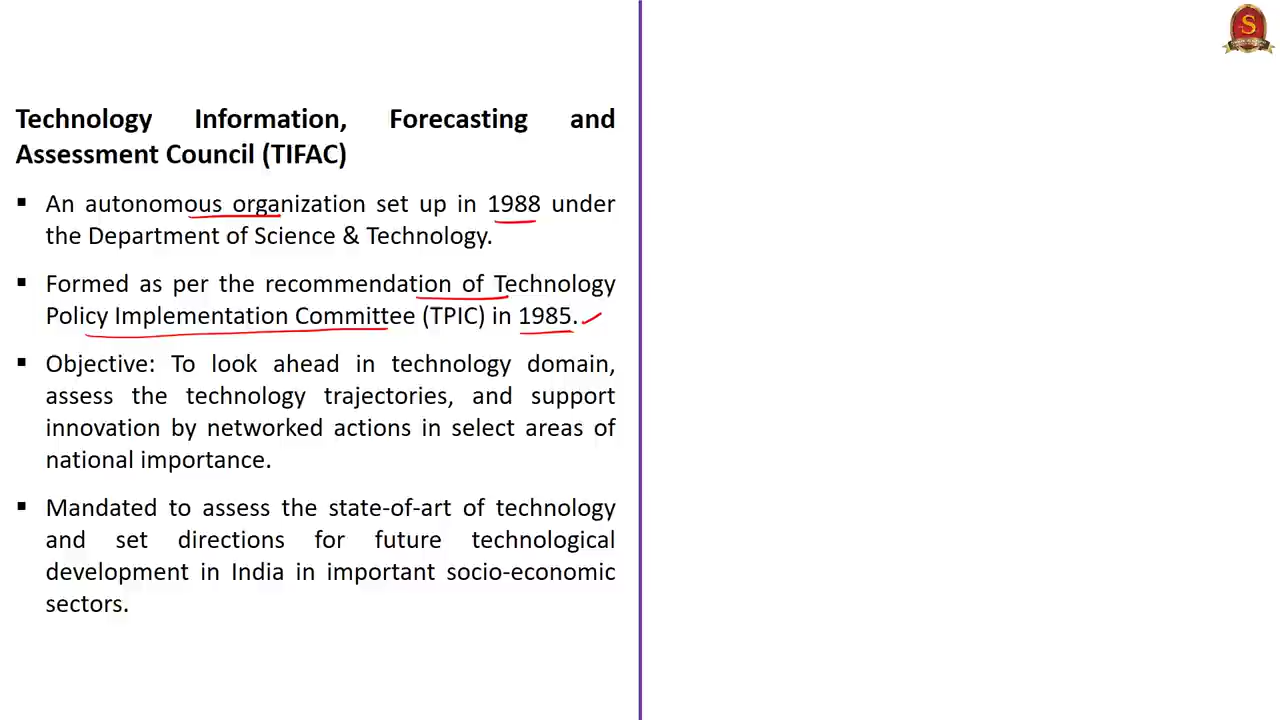 Technology Information, Forecasting and
Assessment Council (TIFAC)
▪ An autonomous organization set up in 1988 under
the Department of Science & Technology.
▪ Formed as per the recommendation of Technology
Policy Implementation Committee (TPIC) in 1985.
▪ Objective: To look ahead in technology domain,
assess the technology trajectories, and support
innovation by networked actions in select areas of
national importance.
▪ Mandated to assess the state-of-art of technology
and set directions for future technological
development in India in important socio-economic
sectors.
S